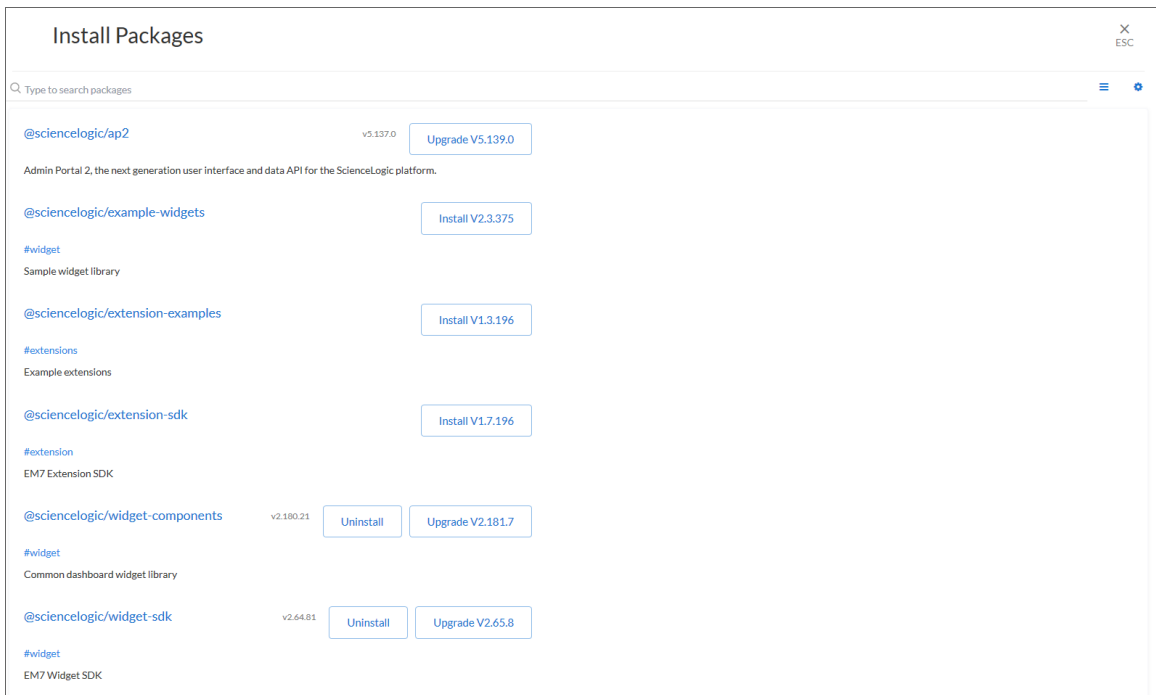 Install Packages
ESC
Type to search packages
@sciencelogic/ap2 v5.137.0 Upgrade V5.139.0
Admin Portal 2, the next generation user interface and data API for the ScienceLogic platform.
@sciencelogic/example-widgets Install V2.3.375
#widget
Sample widget library
@sciencelogic/extension-examples Install V1.3.196
#extensions
Example extensions
@sciencelogic/extension-sdk Install V1.7.196
#extension
EM7 Extension SDK
@sciencelogic/widget-components v2.180.21 Uninstall Upgrade V2.181.7
#widget
Common dashboard widget library
@sciencelogic/widget-sdk v2.64.81 Uninstall Upgrade V2.65.8
#widget
EM7 Widget SDK